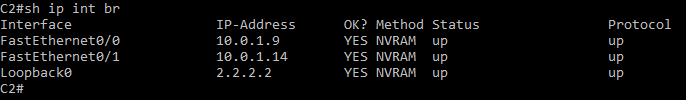 C2#sh ip int br
Interface IP-Address OK? Method Status Protocol
FastEthernet0/0 10.0.1.9 YES NVRAM up up
FastEthernet0/1 10.0.1.14 YES NVRAM up up
Loopback0 2.2.2.2 YES NVRAM up up
C2#